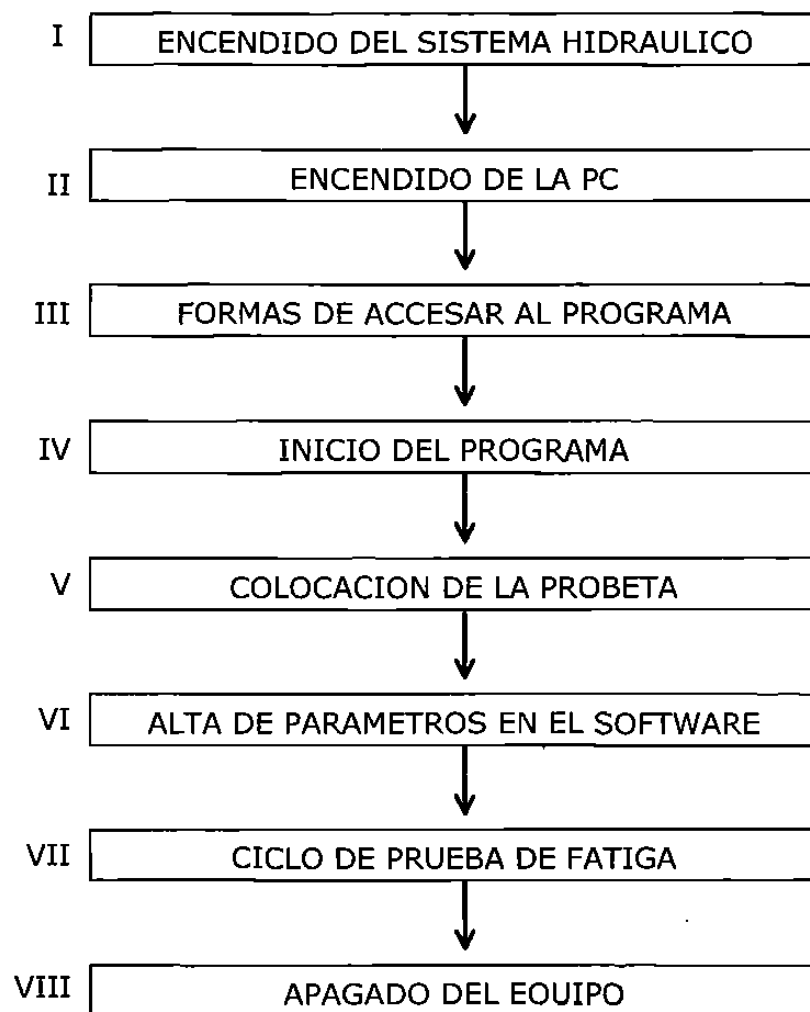 I ENCENDIDO DEL SISTEMA HIDRAULICO
II ENCENDIDO DE LA PC
III FORMAS DE ACCESAR AL PROGRAMA
IV INICIO DEL PROGRAMA
V COLOCACION DE LA PROBETA
VI ALTA DE PARAMETROS EN EL SOFTWARE
VII CICLO DE PRUEBA DE FATIGA
VIII APAGADO DEL EQUIPO